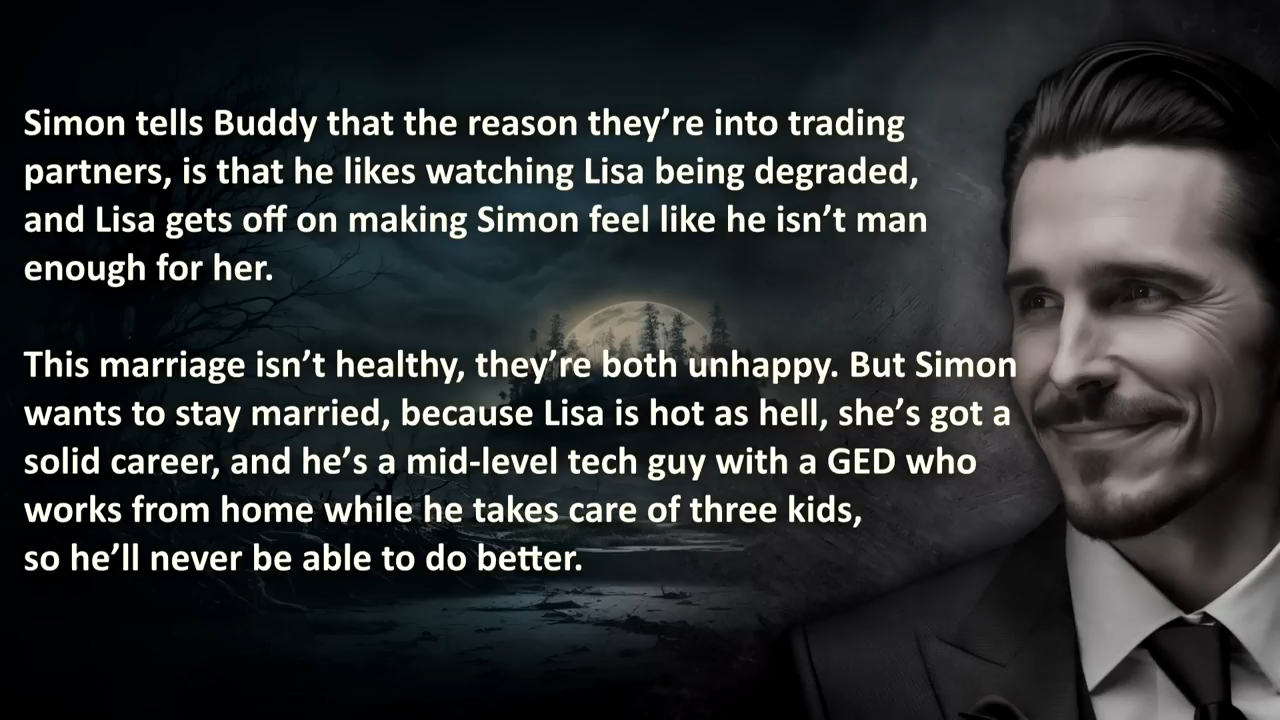 Simon tells Buddy that the reason they’re into trading
partners, is that he likes watching Lisa being degraded,
and Lisa gets off on making Simon feel like he isn’t man
enough for her.
This marriage isn’t healthy, they’re both unhappy. But Simon
wants to stay married, because Lisa is hot as hell, she’s got a
solid career, and he’s a mid-level tech guy with a GED who
works from home while he takes care of three kids,
so he’ll never be able to do better.